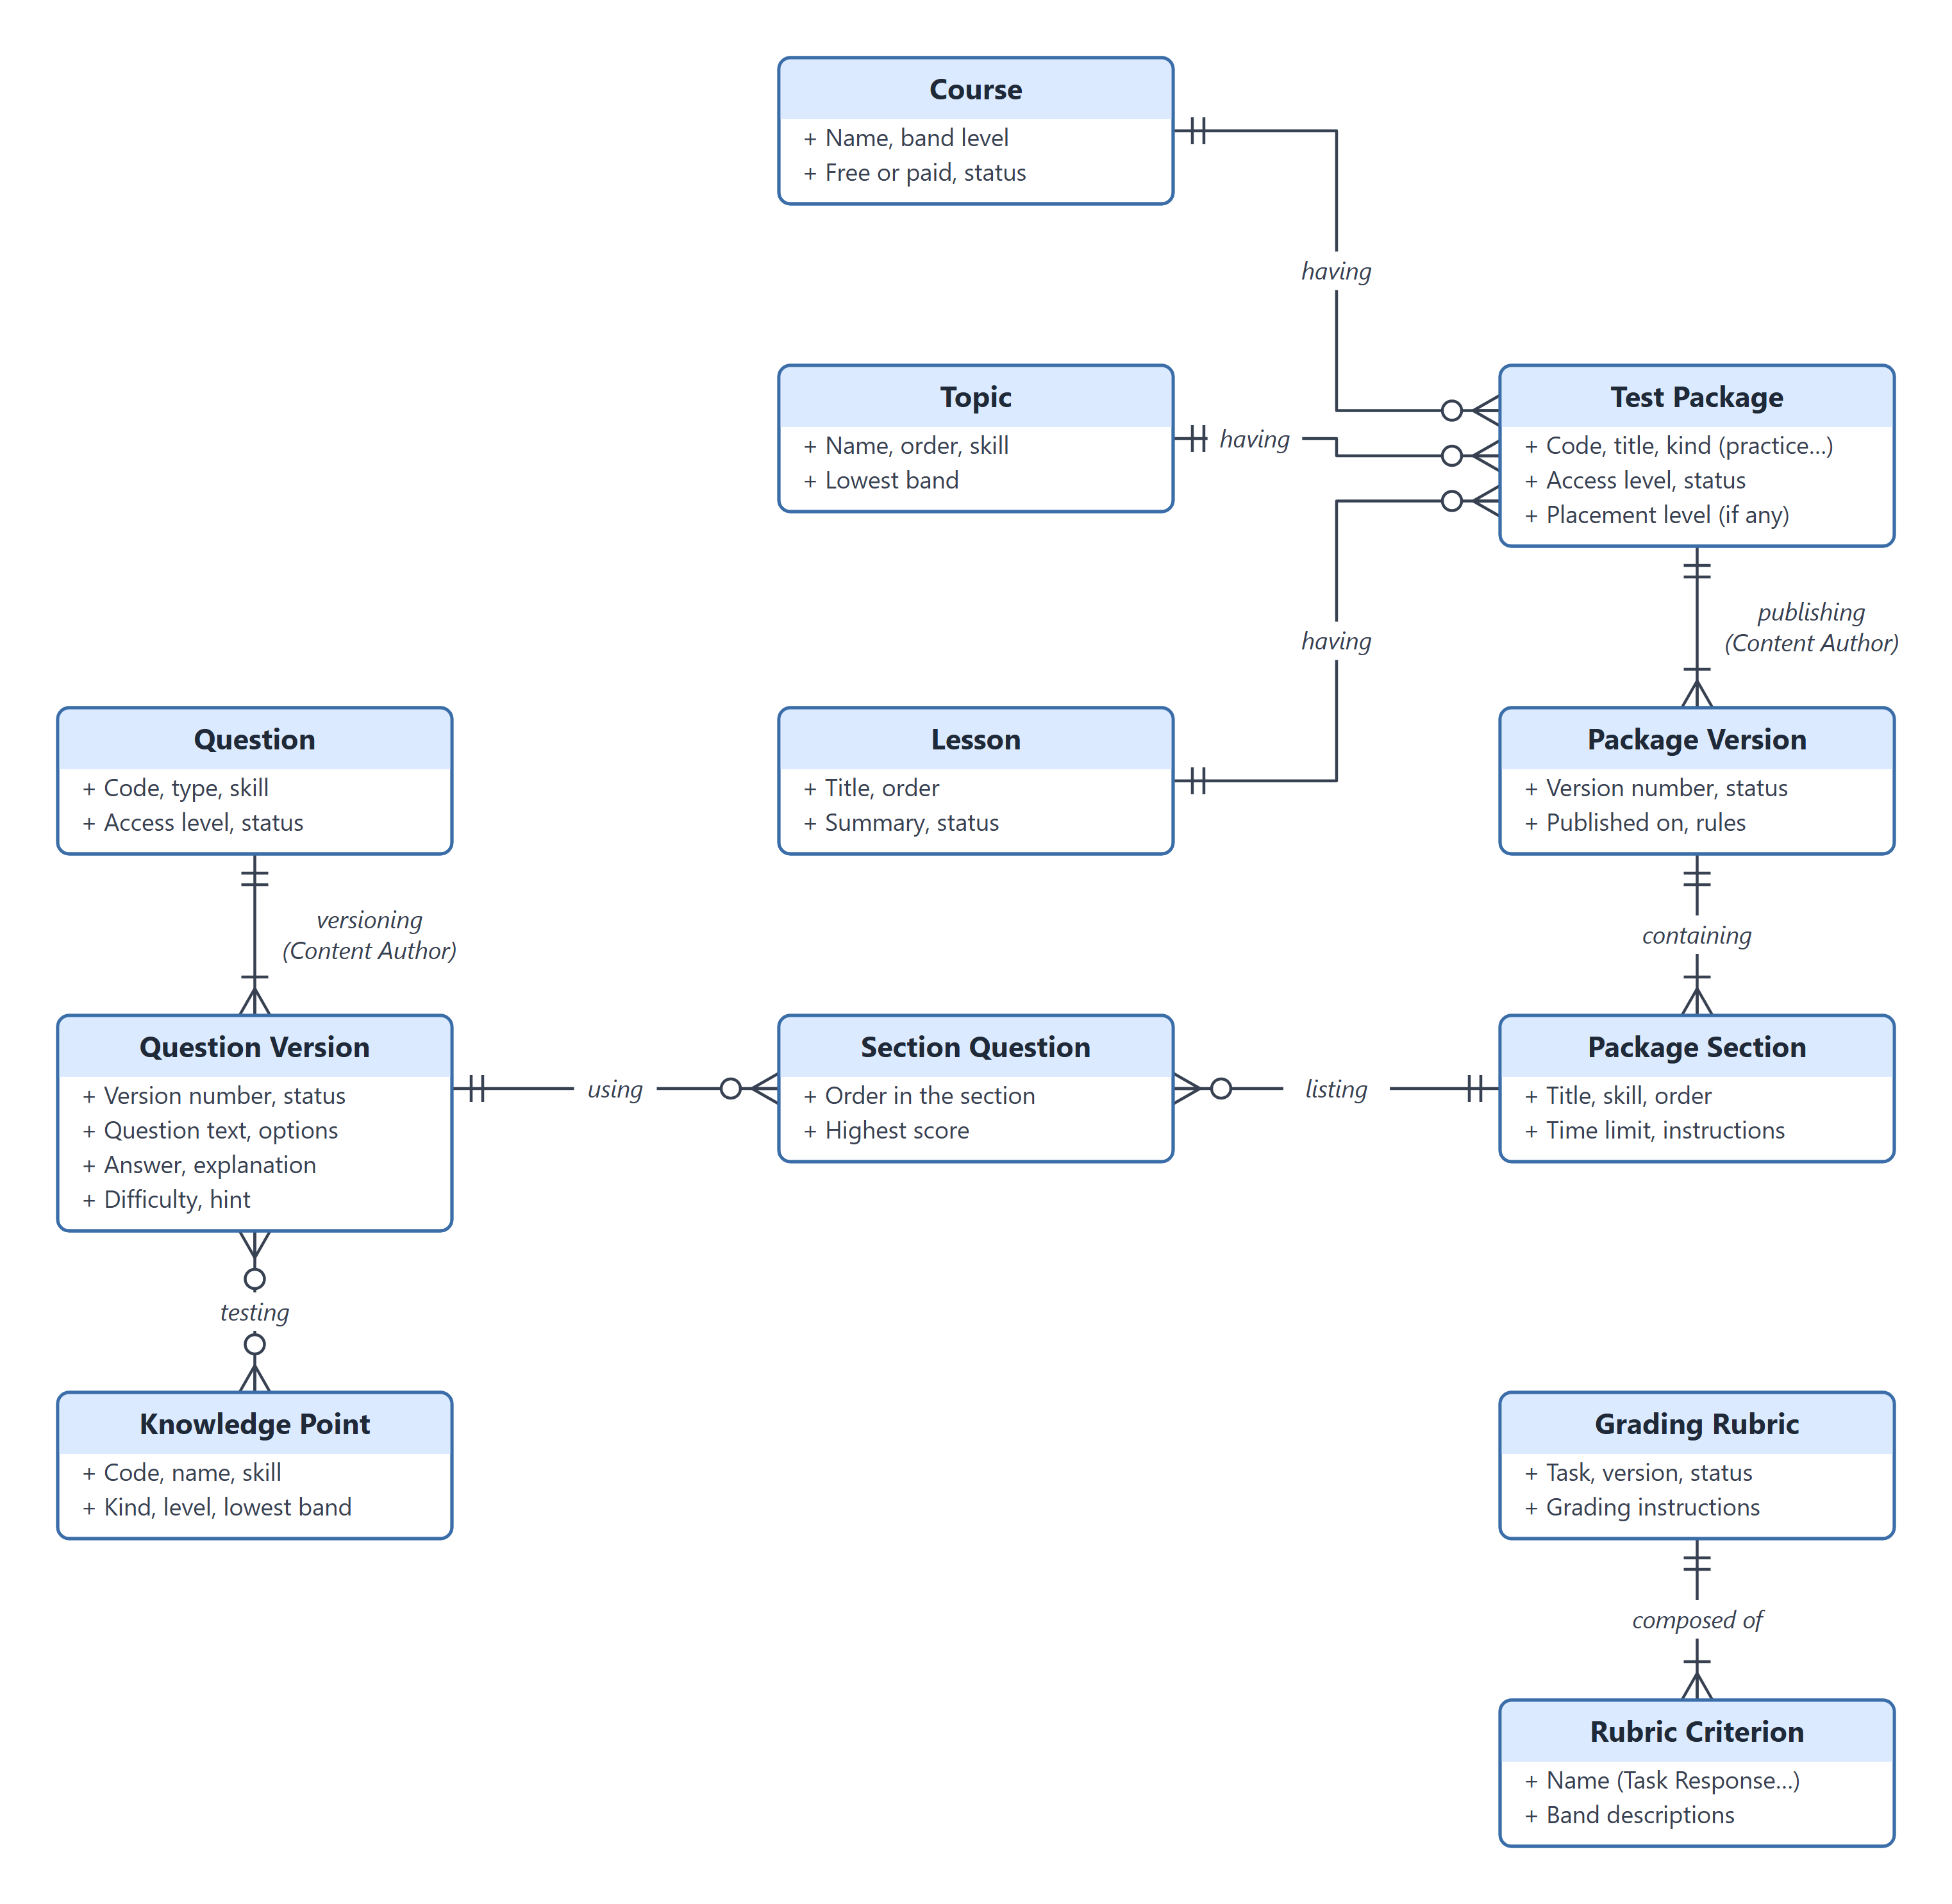 Course
+ Name, band level
+ Free or paid, status
having
Topic
+ Name, order, skill
+ Lowest band
having
Test Package
+ Code, title, kind (practice...)
+ Access level, status
+ Placement level (if any)
having
publishing
(Content Author)
Question
+ Code, type, skill
+ Access level, status
Lesson
+ Title, order
+ Summary, status
Package Version
+ Version number, status
+ Published on, rules
versioning
(Content Author)
containing
Question Version
+ Version number, status
+ Question text, options
+ Answer, explanation
+ Difficulty, hint
using
Section Question
+ Order in the section
+ Highest score
listing
Package Section
+ Title, skill, order
+ Time limit, instructions
testing
Knowledge Point
+ Code, name, skill
+ Kind, level, lowest band
Grading Rubric
+ Task, version, status
+ Grading instructions
composed of
Rubric Criterion
+ Name (Task Response...)
+ Band descriptions